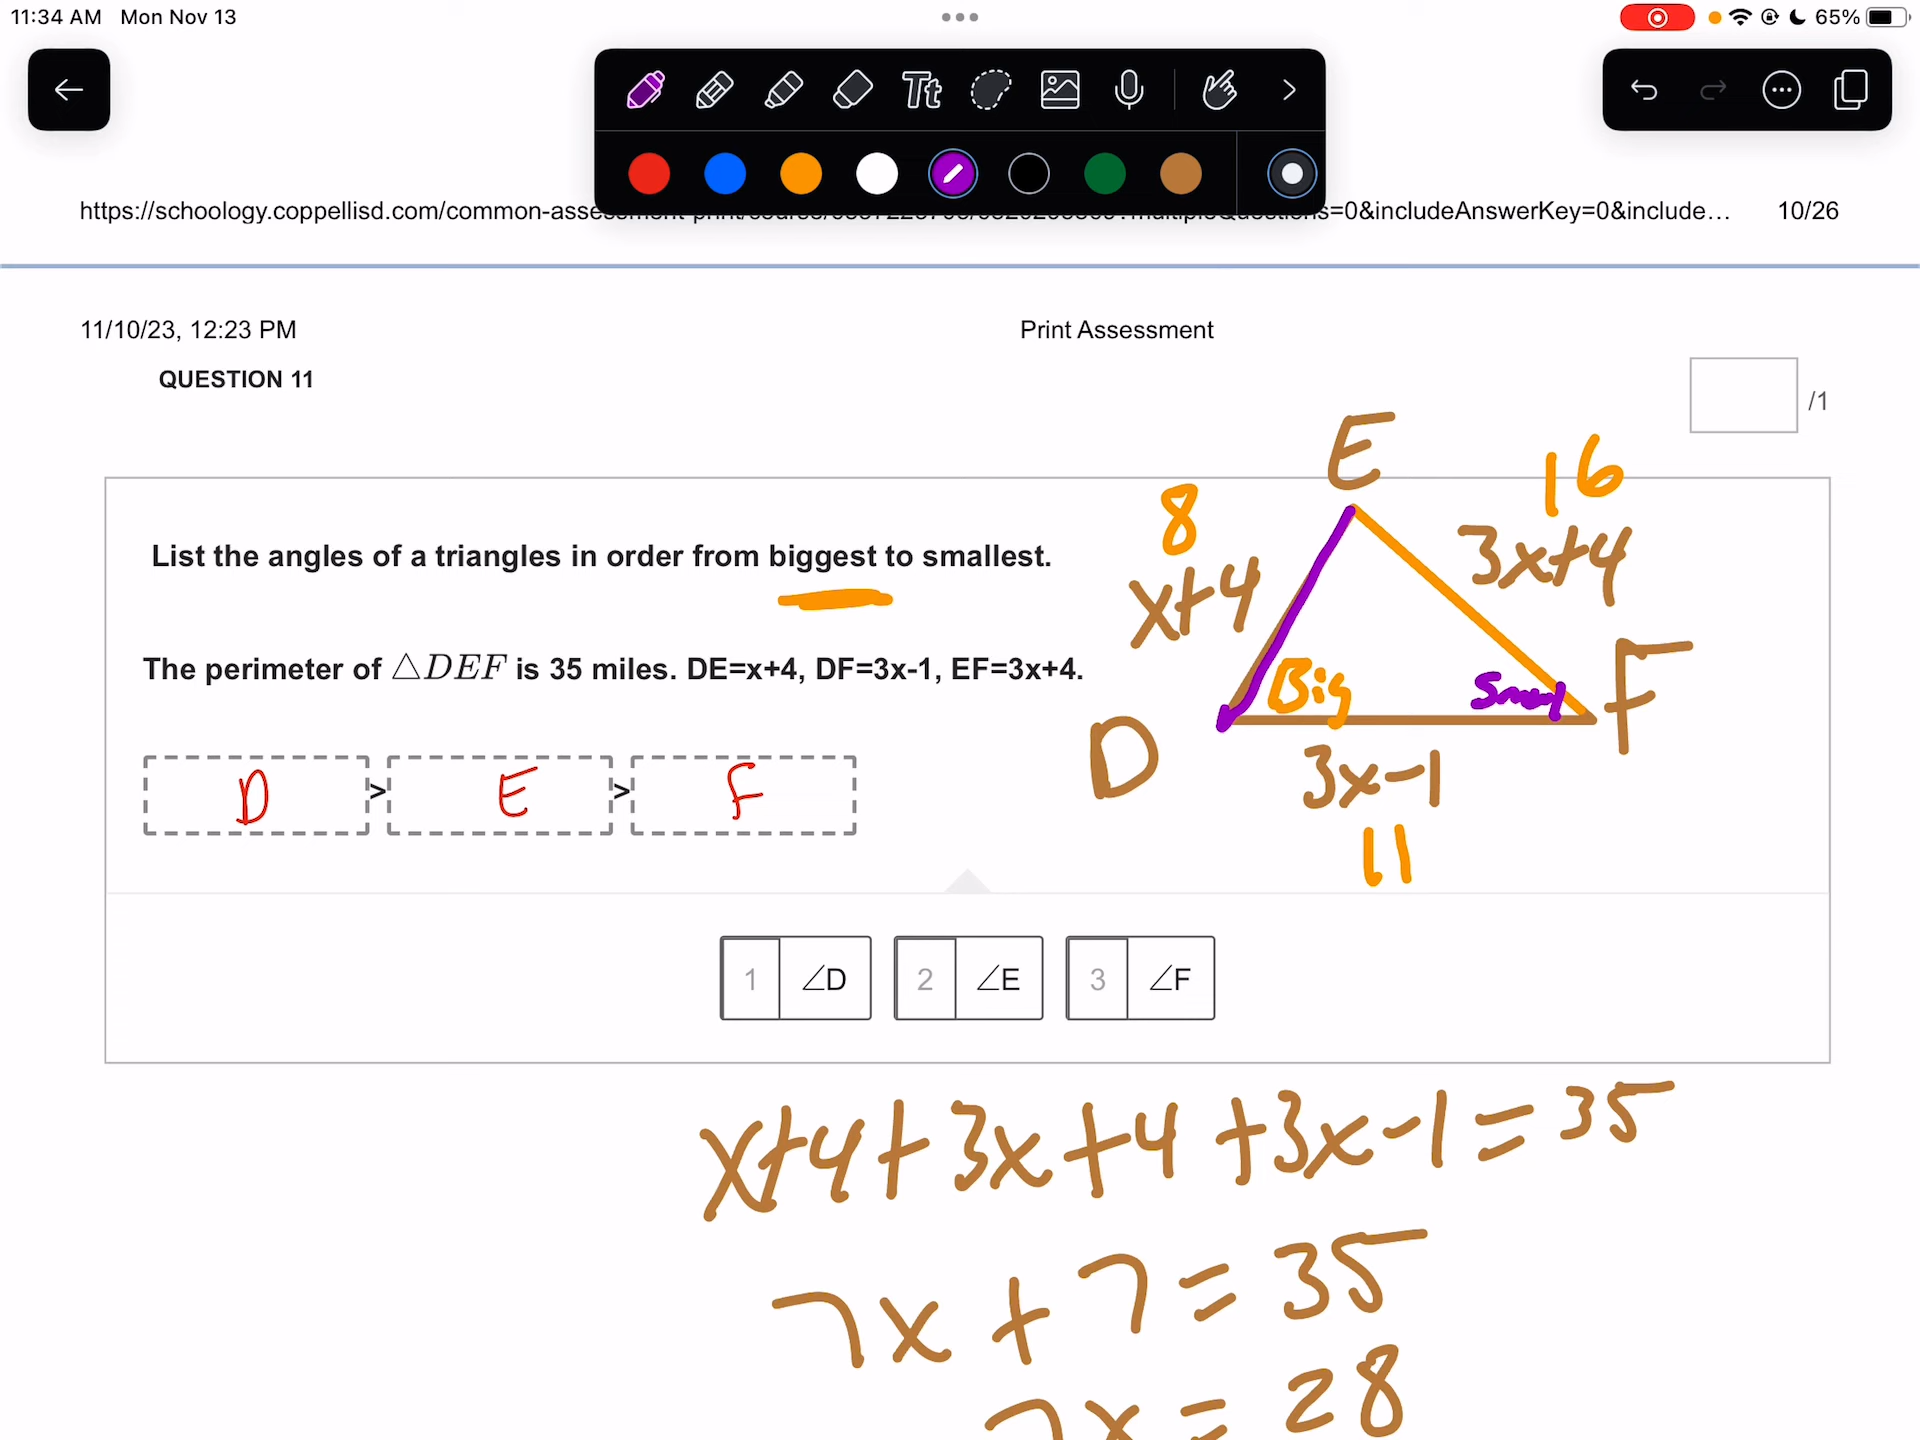 11:34 AM Mon Nov 13
65%
Tt
https://schoology.coppellisd.com/common-assessment-print/course/
=0&includeAnswerKey=0&include… 10/26
11/10/23, 12:23 PM
Print Assessment
QUESTION 11
/1
E
8
16
List the angles of a triangles in order from biggest to smallest.
x+4
3x+4
The perimeter of △DEF is 35 miles. DE=x+4, DF=3x-1, EF=3x+4.
Big
F
D
D > E > F
3x-1
11
1 ∠D 2 ∠E 3 ∠F
x+4+3x+4+3x-1=35
7x+7=35
7x=28